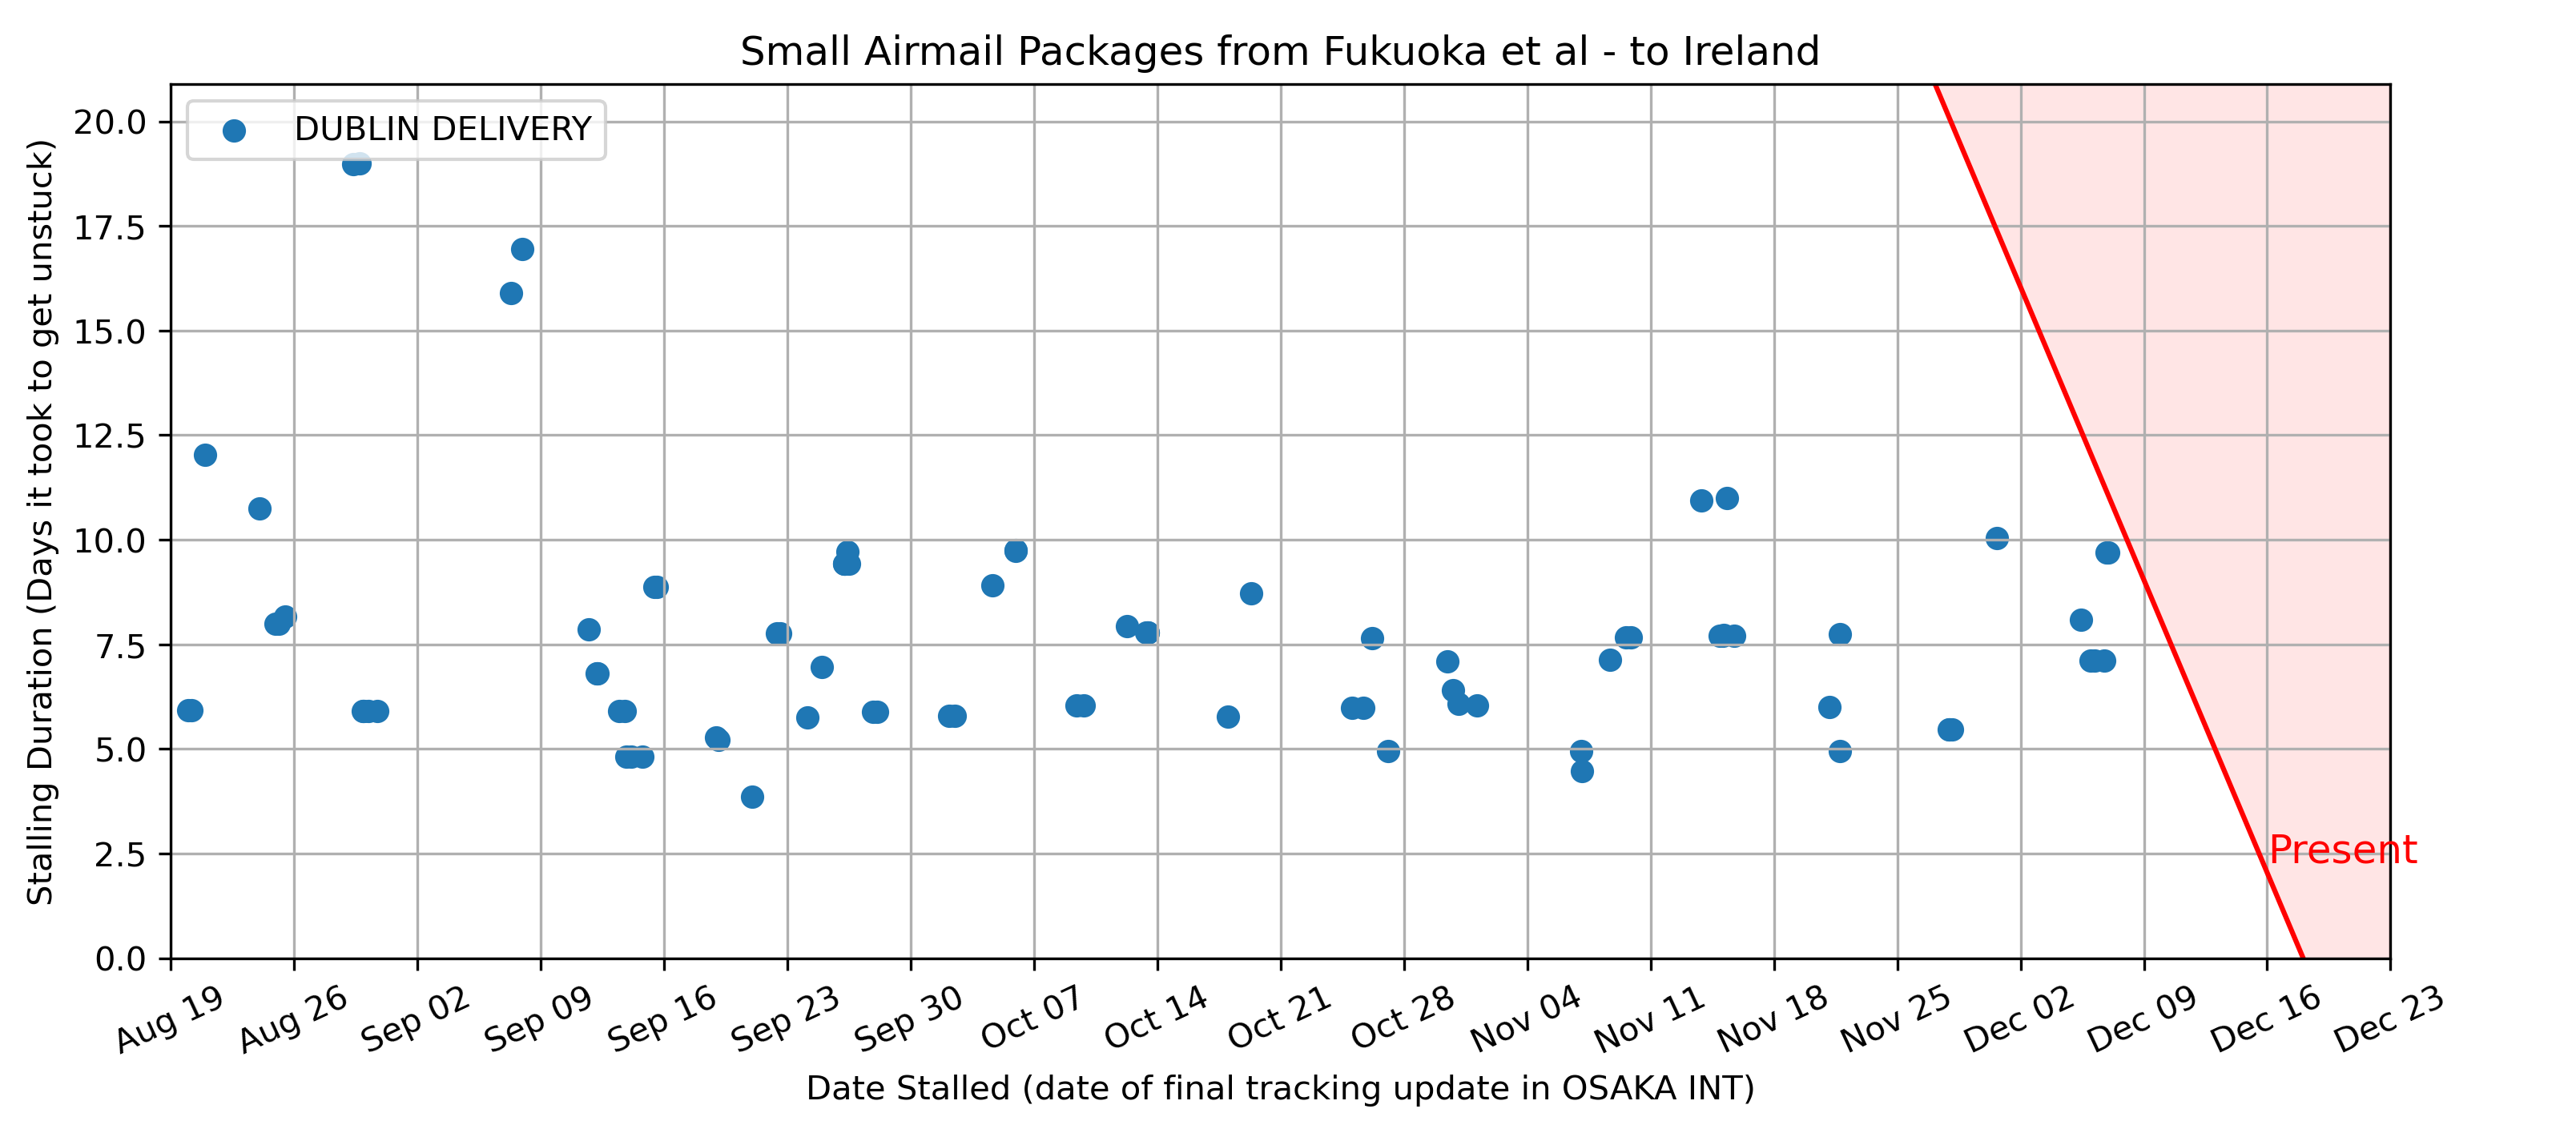 Small Airmail Packages from Fukuoka et al - to Ireland
DUBLIN DELIVERY
Stalling Duration (Days it took to get unstuck)
20.0
17.5
15.0
12.5
10.0
7.5
5.0
2.5
0.0
Present
Aug 19
Aug 26
Sep 02
Sep 09
Sep 16
Sep 23
Sep 30
Oct 07
Oct 14
Oct 21
Oct 28
Nov 04
Nov 11
Nov 18
Nov 25
Dec 02
Dec 09
Dec 16
Dec 23
Date Stalled (date of final tracking update in OSAKA INT)